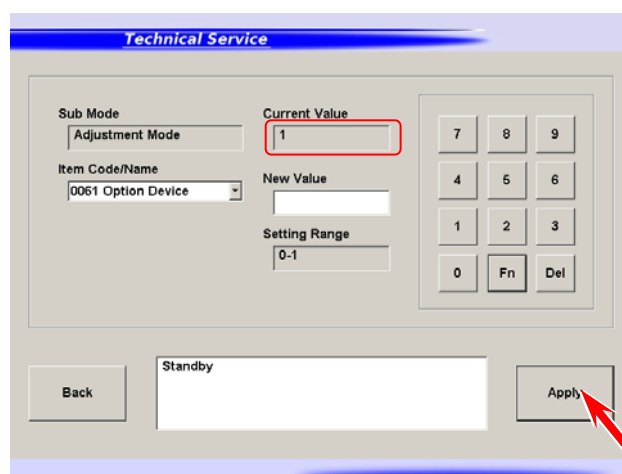 Technical Service
Sub Mode
Adjustment Mode
Item Code/Name
0061 Option Device
Current Value
1
New Value
Setting Range
0-1
7 8 9
4 5 6
1 2 3
0 Fn Del
Back
Standby
Apply